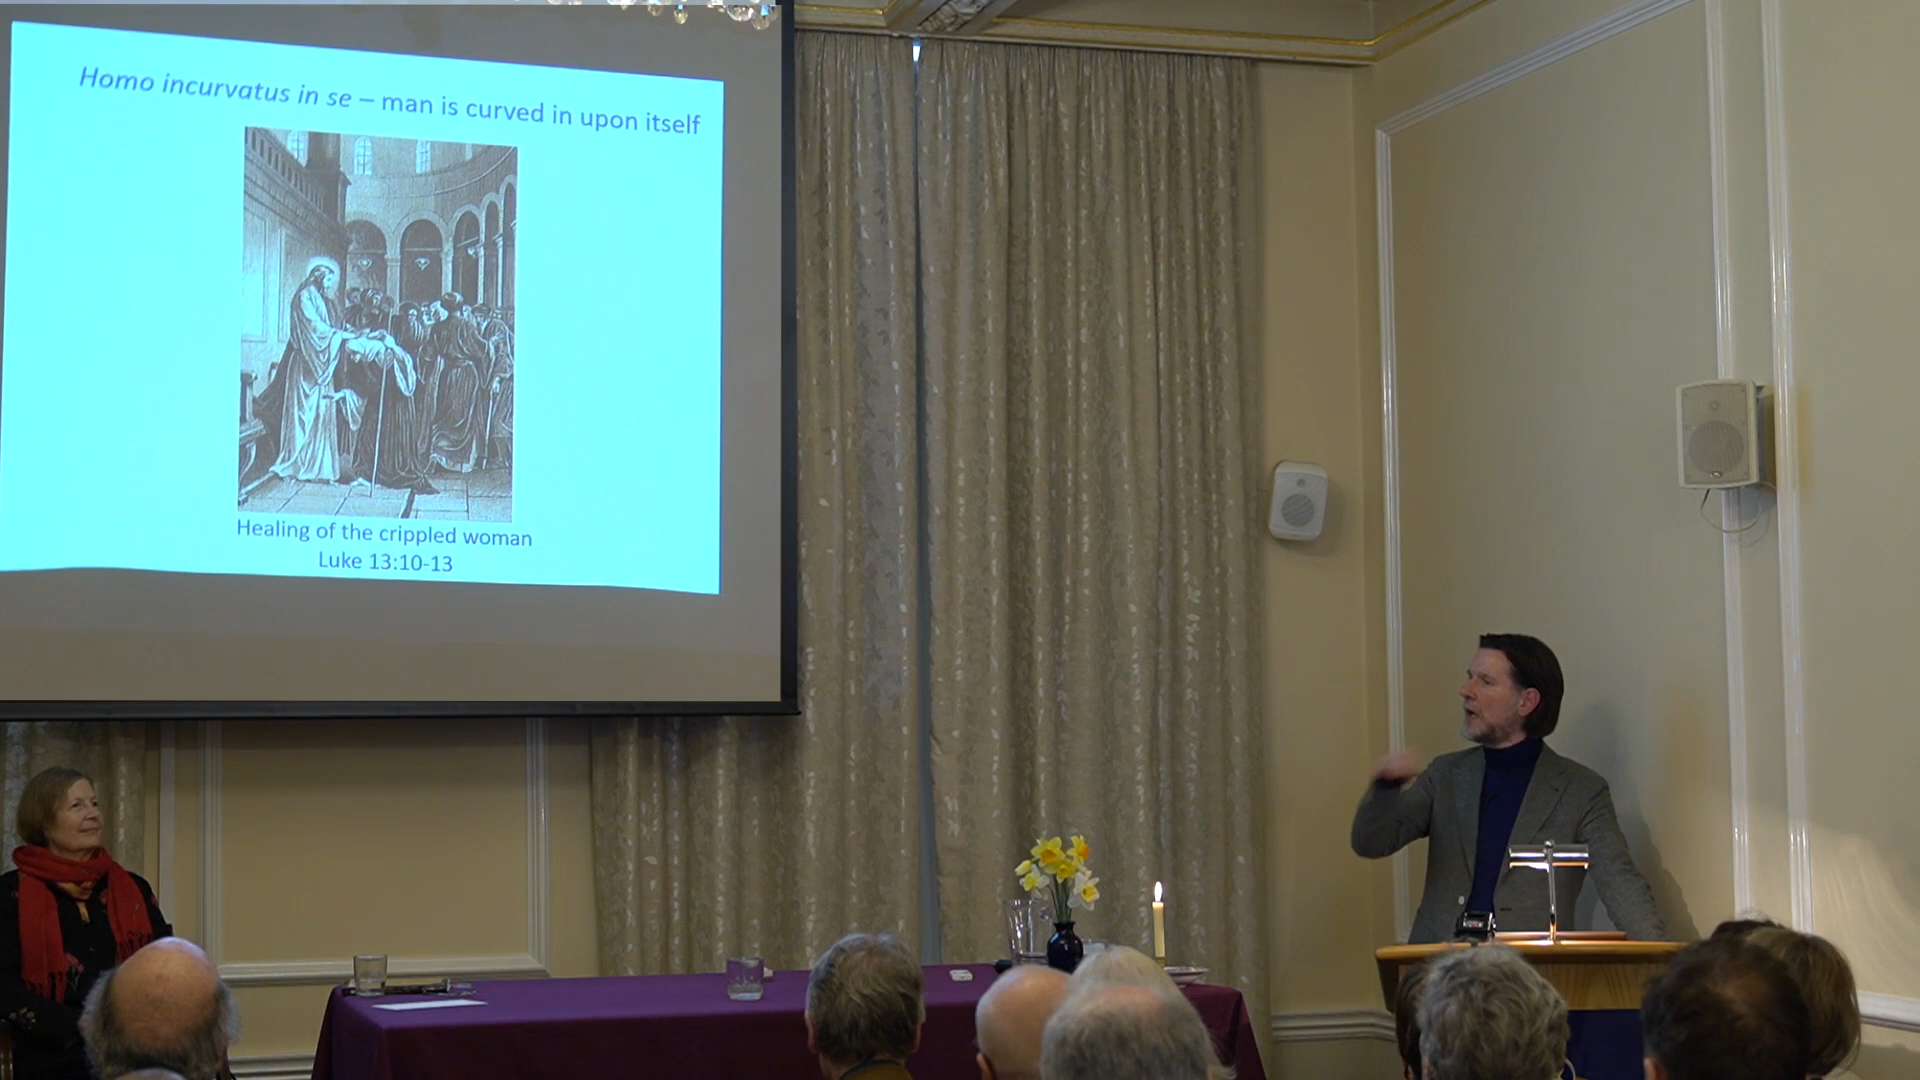 Homo incurvatus in se – man is curved in upon itself
Healing of the crippled woman
Luke 13:10-13